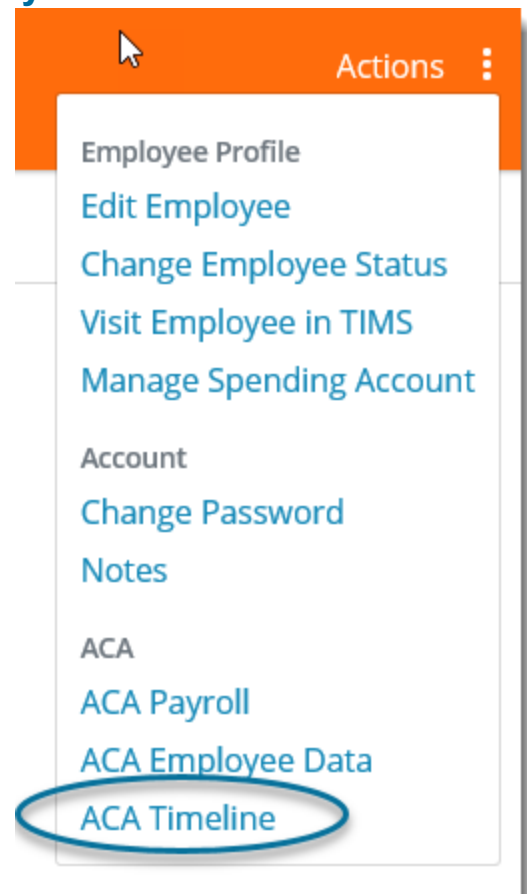 Actions
Employee Profile
Edit Employee
Change Employee Status
Visit Employee in TIMS
Manage Spending Account
Account
Change Password
Notes
ACA
ACA Payroll
ACA Employee Data
ACA Timeline